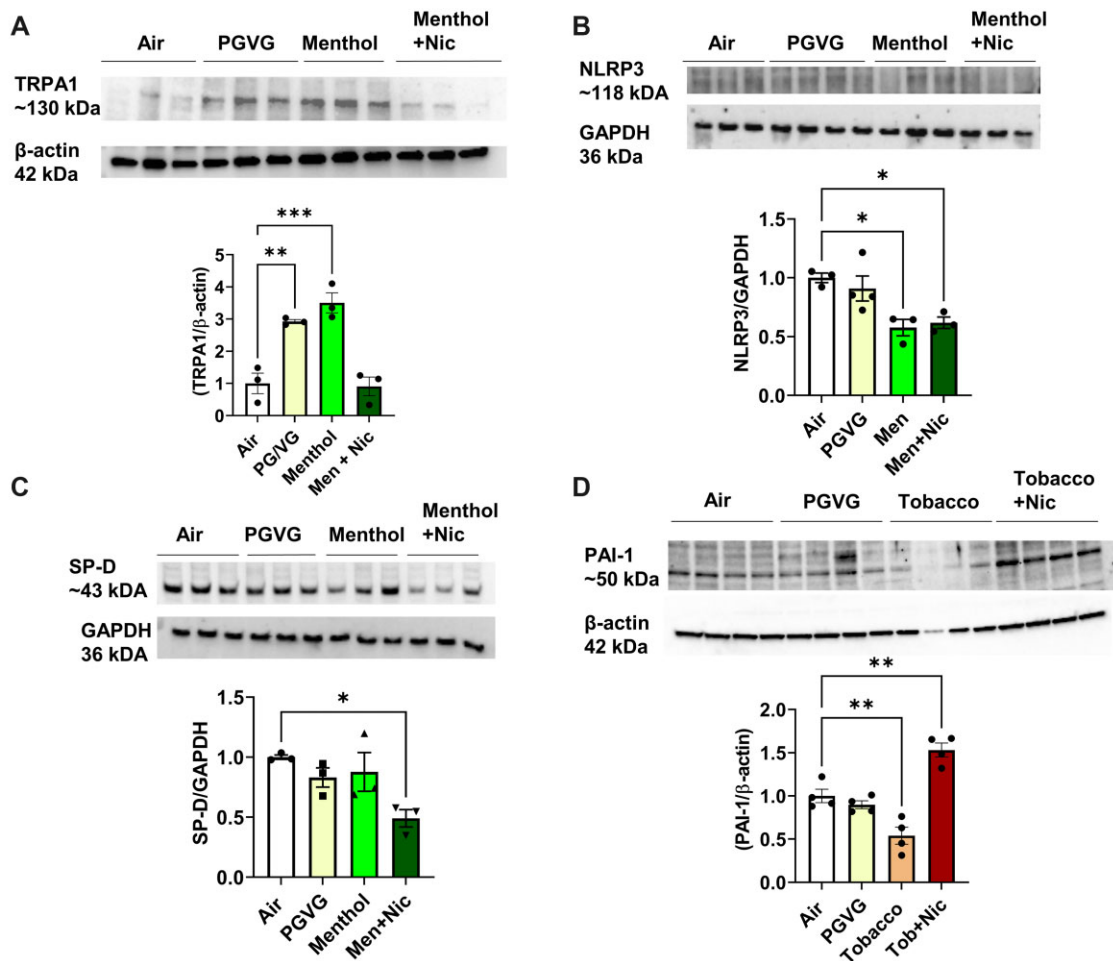 A
Air PGVG Menthol Menthol
+Nic
TRPA1
~130 kDa
β-actin
42 kDa
***
**
(TRPA1/β-actin)
5
4
3
2
1
0
Air
PG/VG
Menthol
Men + Nic
B
Air PGVG Menthol Menthol
+Nic
NLRP3
~118 kDA
GAPDH
36 kDa
*
*
NLRP3/GAPDH
1.5
1.0
0.5
0.0
Air
PGVG
Men
Men+Nic
C
Air PGVG Menthol Menthol
+Nic
SP-D
~43 kDA
GAPDH
36 kDA
*
SP-D/GAPDH
1.5
1.0
0.5
0.0
Air
PGVG
Menthol
Men+Nic
D
Air PGVG Tobacco Tobacco
+Nic
PAI-1
~50 kDa
β-actin
42 kDa
**
**
(PAI-1/β-actin)
2.0
1.5
1.0
0.5
0.0
Air
PGVG
Tobacco
Tob+Nic